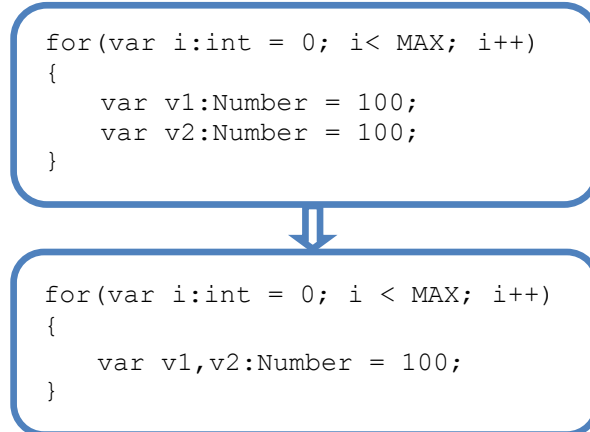 for(var i:int = 0; i< MAX; i++)
{
var v1:Number = 100;
var v2:Number = 100;
}
for(var i:int = 0; i < MAX; i++)
{
var v1,v2:Number = 100;
}